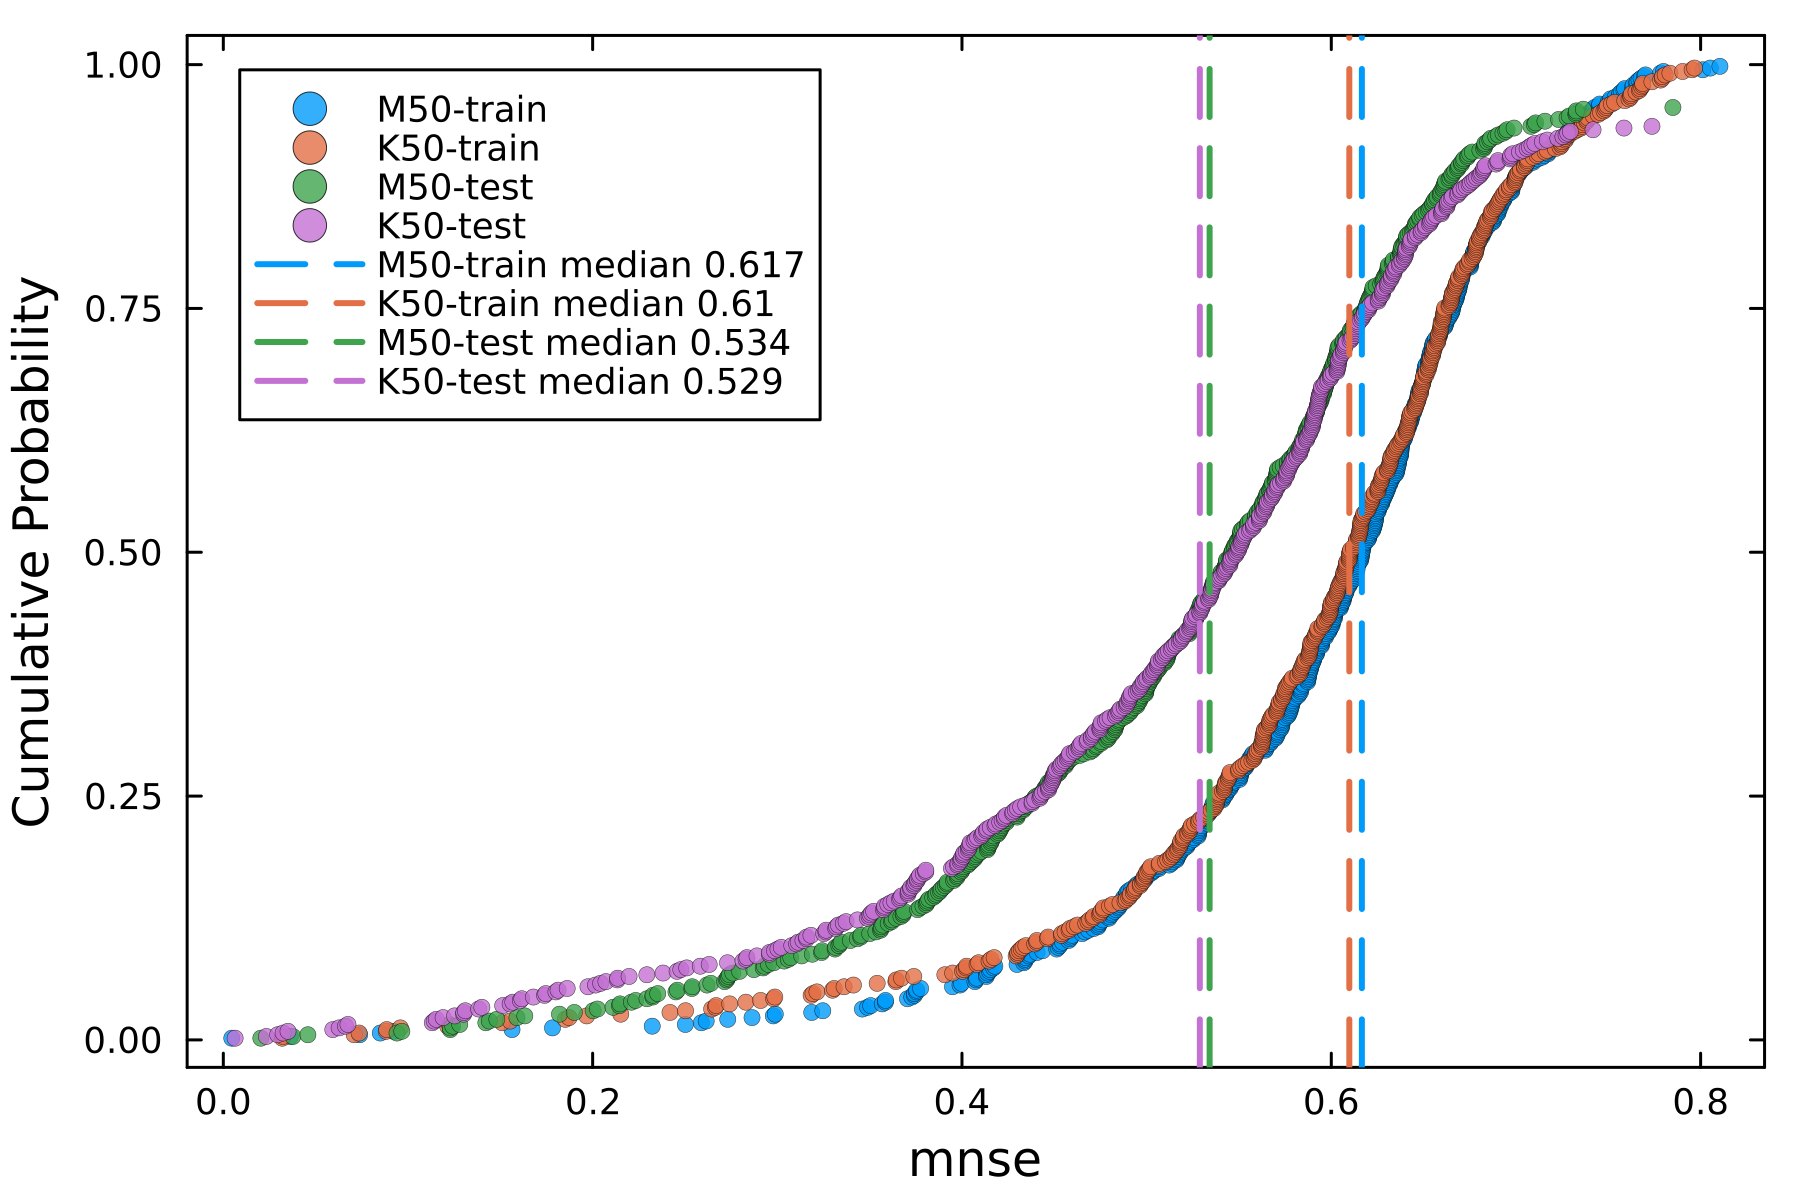 M50-train
K50-train
M50-test
K50-test
M50-train median 0.617
K50-train median 0.61
M50-test median 0.534
K50-test median 0.529
Cumulative Probability
1.00
0.75
0.50
0.25
0.00
0.0 0.2 0.4 0.6 0.8
mnse